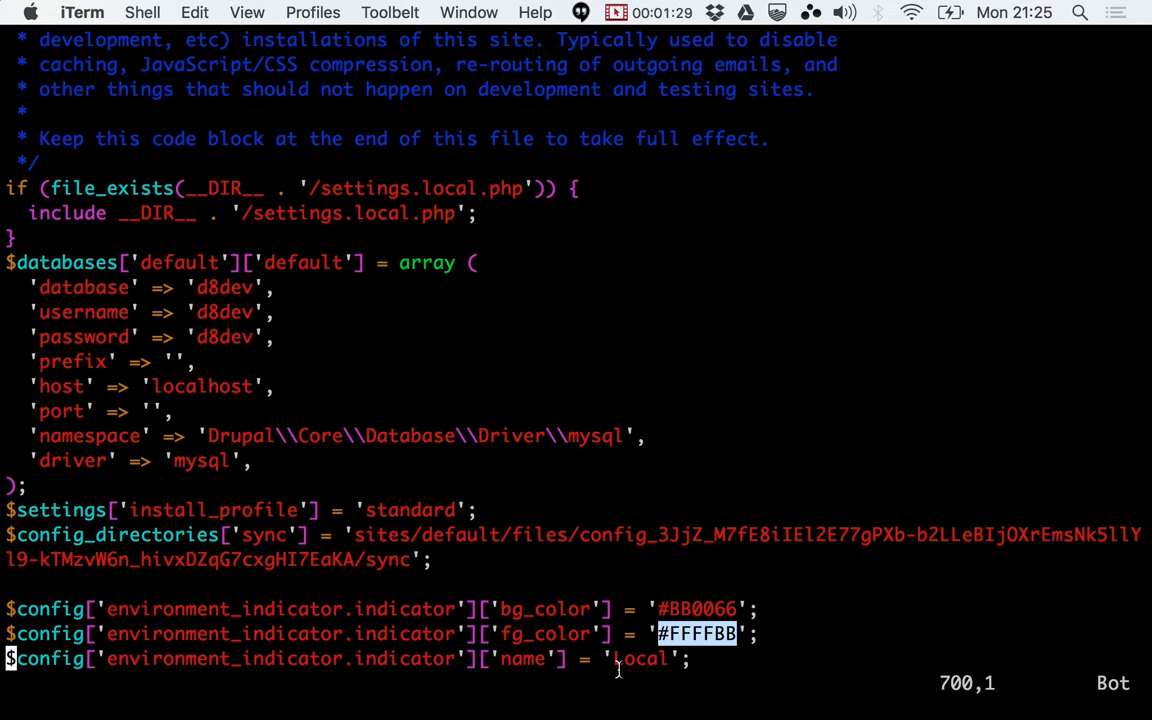 iTerm Shell Edit View Profiles Toolbelt Window Help 00:01:29 Mon 21:25
* development, etc) installations of this site. Typically used to disable
* caching, JavaScript/CSS compression, re-routing of outgoing emails, and
* other things that should not happen on development and testing sites.
*
* Keep this code block at the end of this file to take full effect.
*/
if (file_exists(__DIR__ . '/settings.local.php')) {
include __DIR__ . '/settings.local.php';
}
$databases['default']['default'] = array (
'database' => 'd8dev',
'username' => 'd8dev',
'password' => 'd8dev',
'prefix' => '',
'host' => 'localhost',
'port' => '',
'namespace' => 'Drupal\\Core\\Database\\Driver\\mysql',
'driver' => 'mysql',
);
$settings['install_profile'] = 'standard';
$config_directories['sync'] = 'sites/default/files/config_3JjZ_M7fE8iIEl2E77gPXb-b2LLeBIjOXrEmsNk5llY
l9-kTMzvW6n_hivxDZqG7cxgHI7EaKA/sync';
$config['environment_indicator.indicator']['bg_color'] = '#BB0066';
$config['environment_indicator.indicator']['fg_color'] = '#FFFFBB';
$config['environment_indicator.indicator']['name'] = 'Local';
700,1 Bot